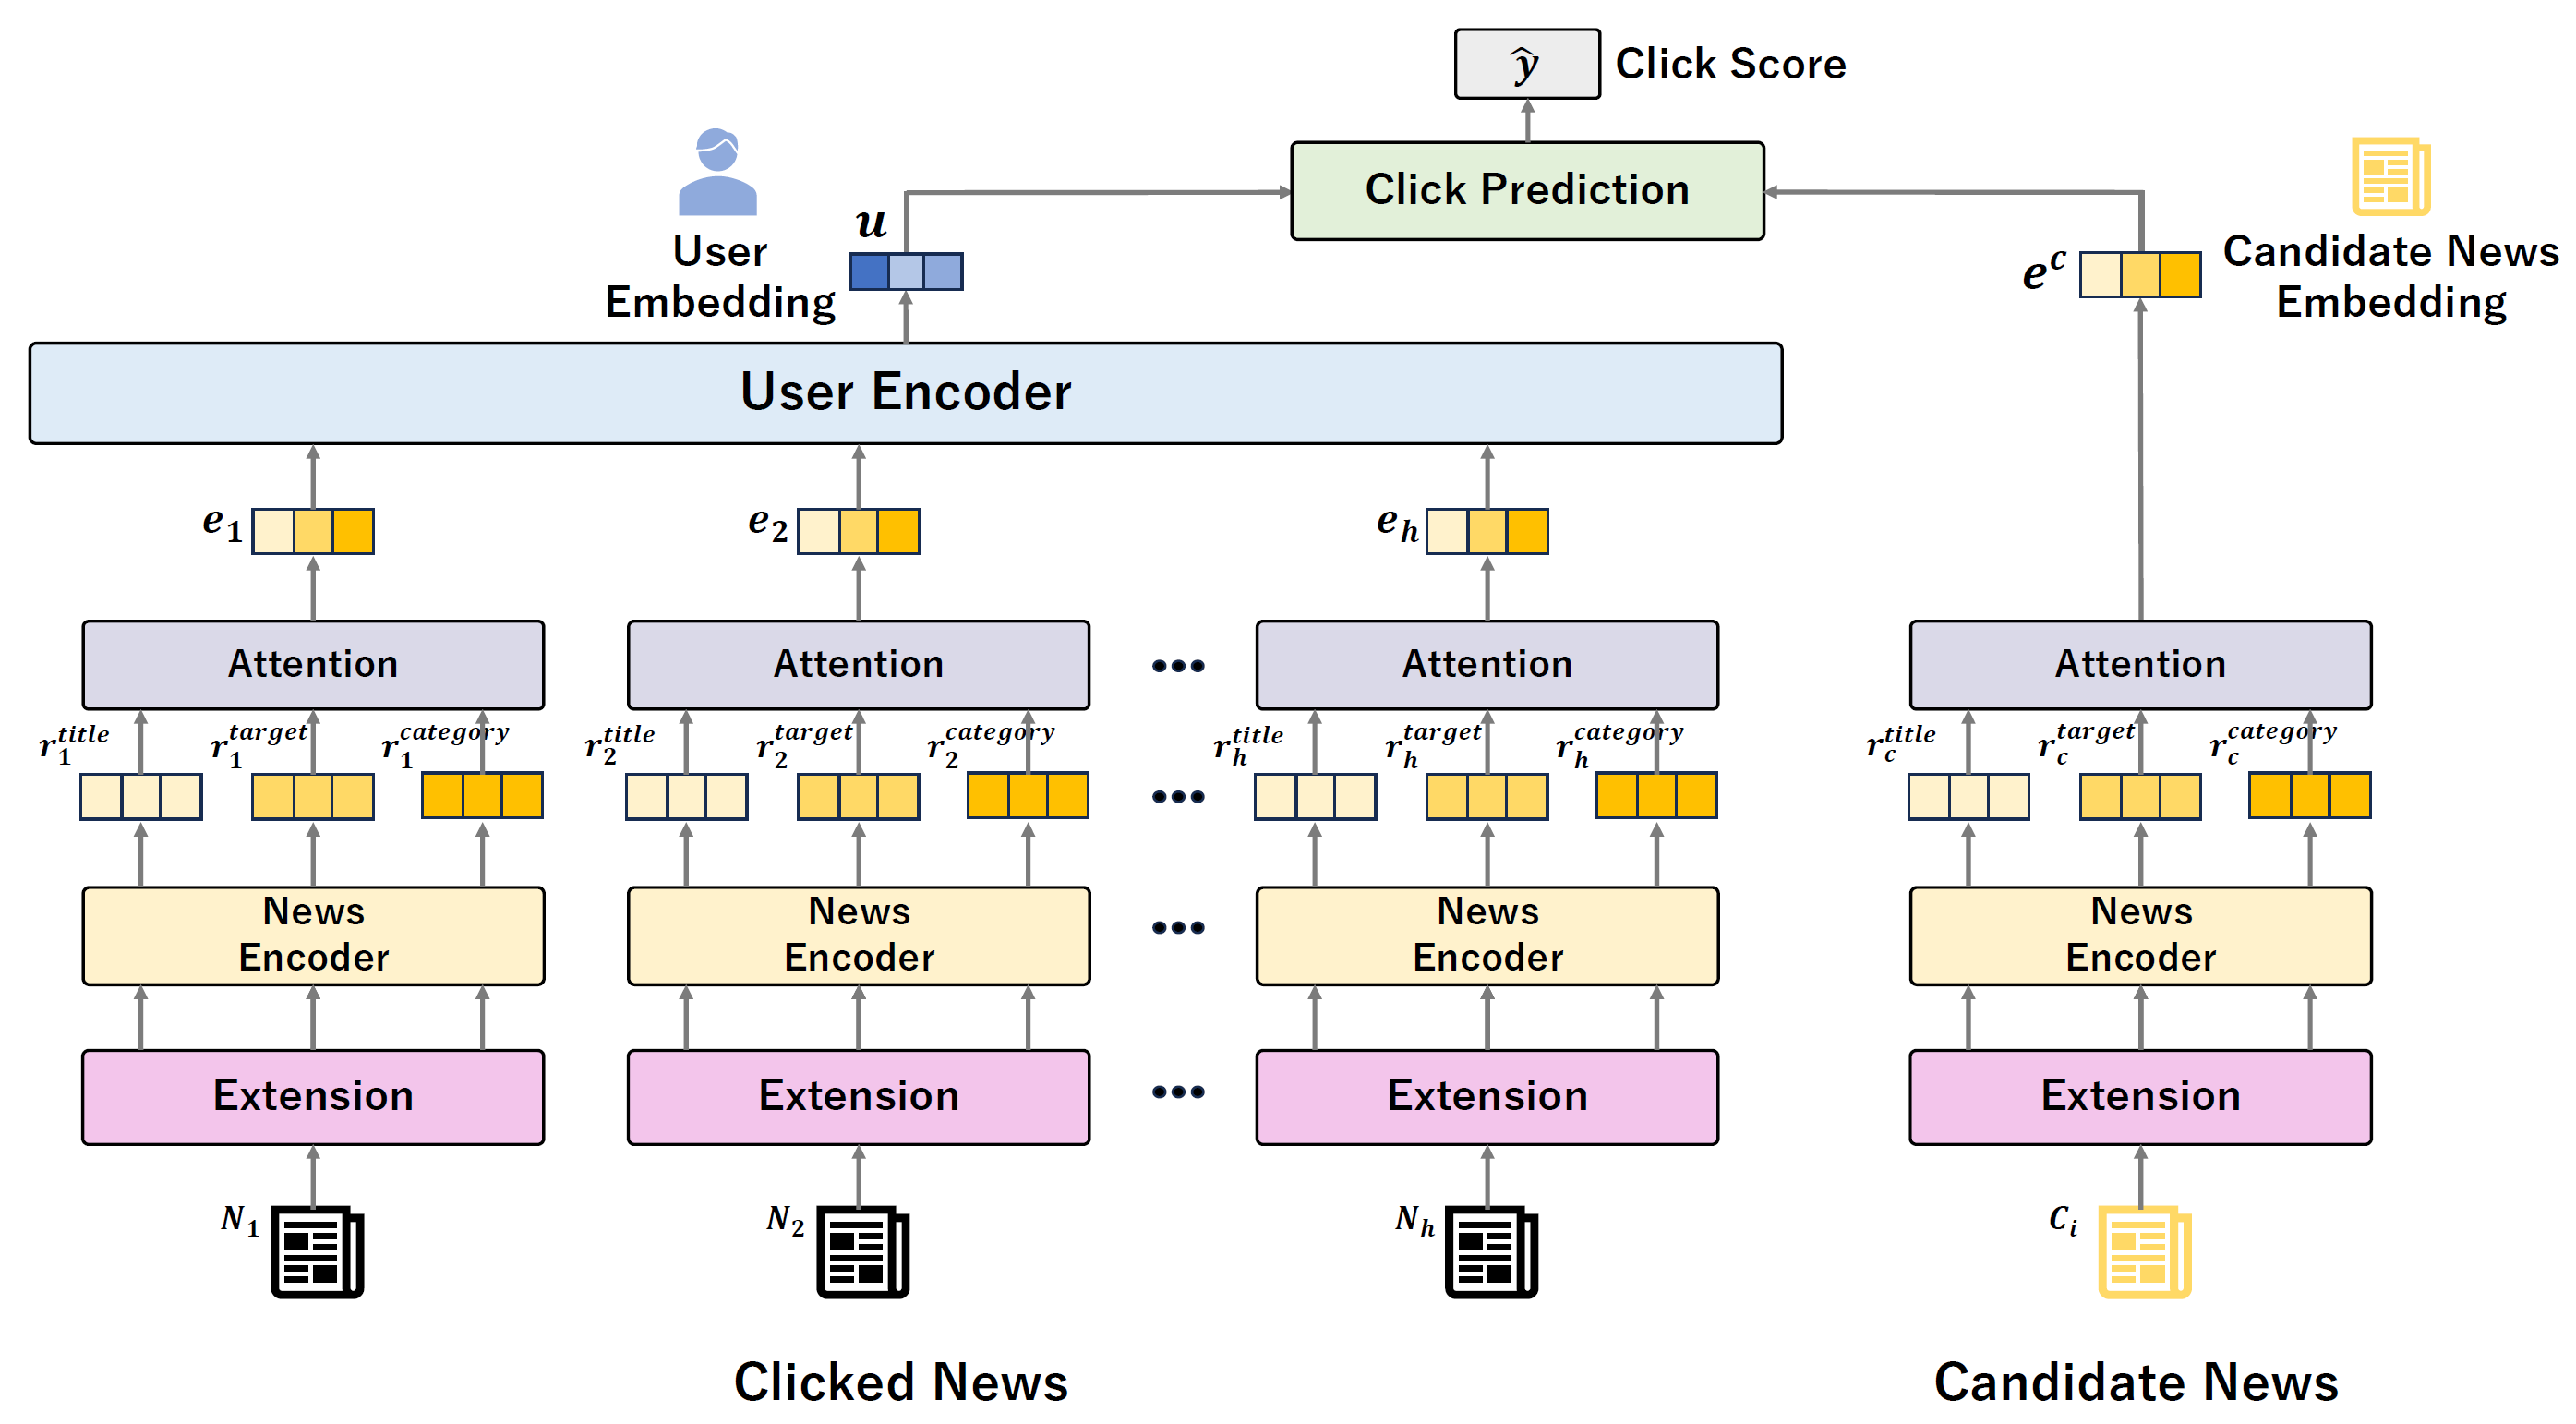 ŷ Click Score
Click Prediction
User
Embedding
u
e^c
Candidate News
Embedding
User Encoder
e_1 e_2 e_h
Attention Attention ••• Attention Attention
r_1^title r_1^target r_1^category r_2^title r_2^target r_2^category r_h^title r_h^target r_h^category r_c^title r_c^target r_c^category
•••
News News News News
Encoder Encoder ••• Encoder Encoder
Extension Extension ••• Extension Extension
N_1 N_2 N_h C_i
Clicked News Candidate News